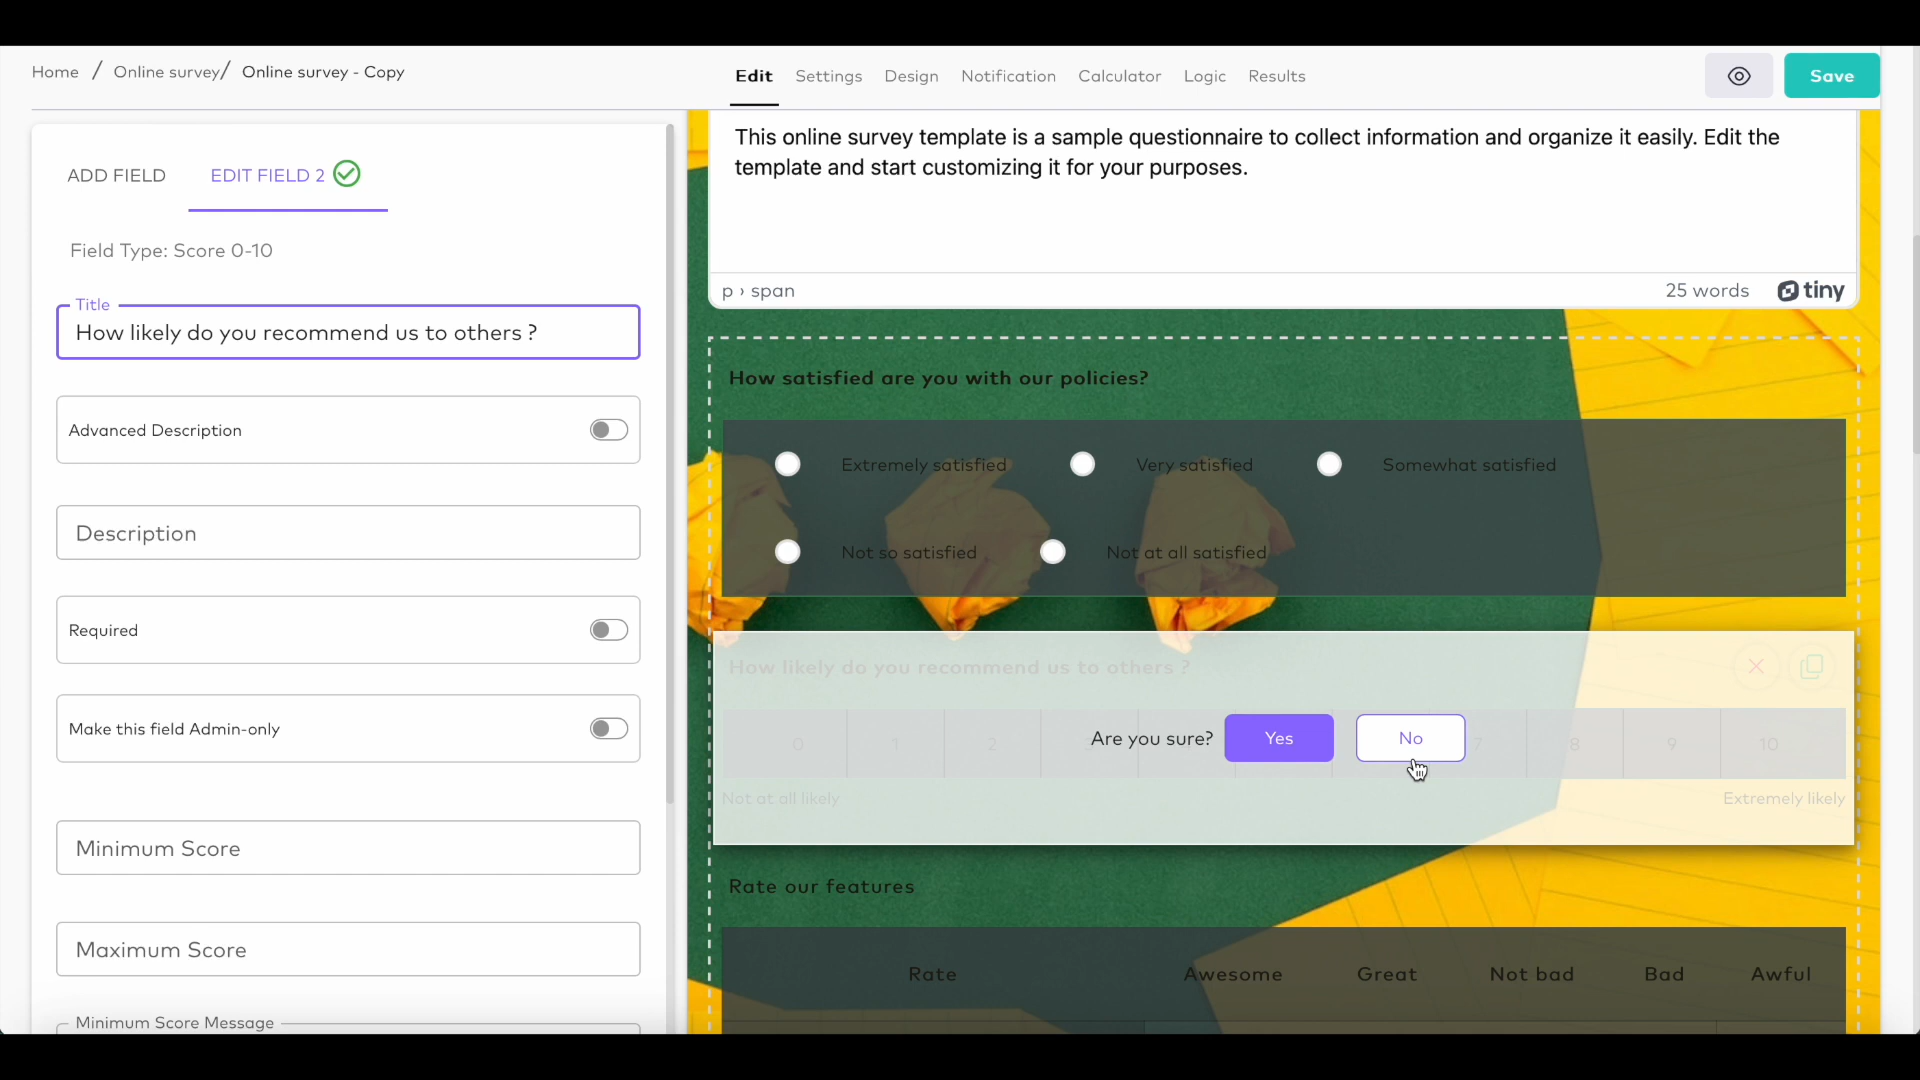 Home / Online survey/ Online survey - Copy
Edit Settings Design Notification Calculator Logic Results
Save
ADD FIELD
EDIT FIELD 2
Field Type: Score 0-10
Title
How likely do you recommend us to others ?
Advanced Description
Description
Required
Make this field Admin-only
Minimum Score
Maximum Score
Minimum Score Message
This online survey template is a sample questionnaire to collect information and organize it easily. Edit the
template and start customizing it for your purposes.
p › span
25 words
tiny
How satisfied are you with our policies?
Extremely satisfied Very satisfied Somewhat satisfied
Not so satisfied Not at all satisfied
How likely do you recommend us to others ?
0 1 2 Are you sure? Yes No 7 8 9 10
Not at all likely Extremely likely
Rate our features
Rate Awesome Great Not bad Bad Awful